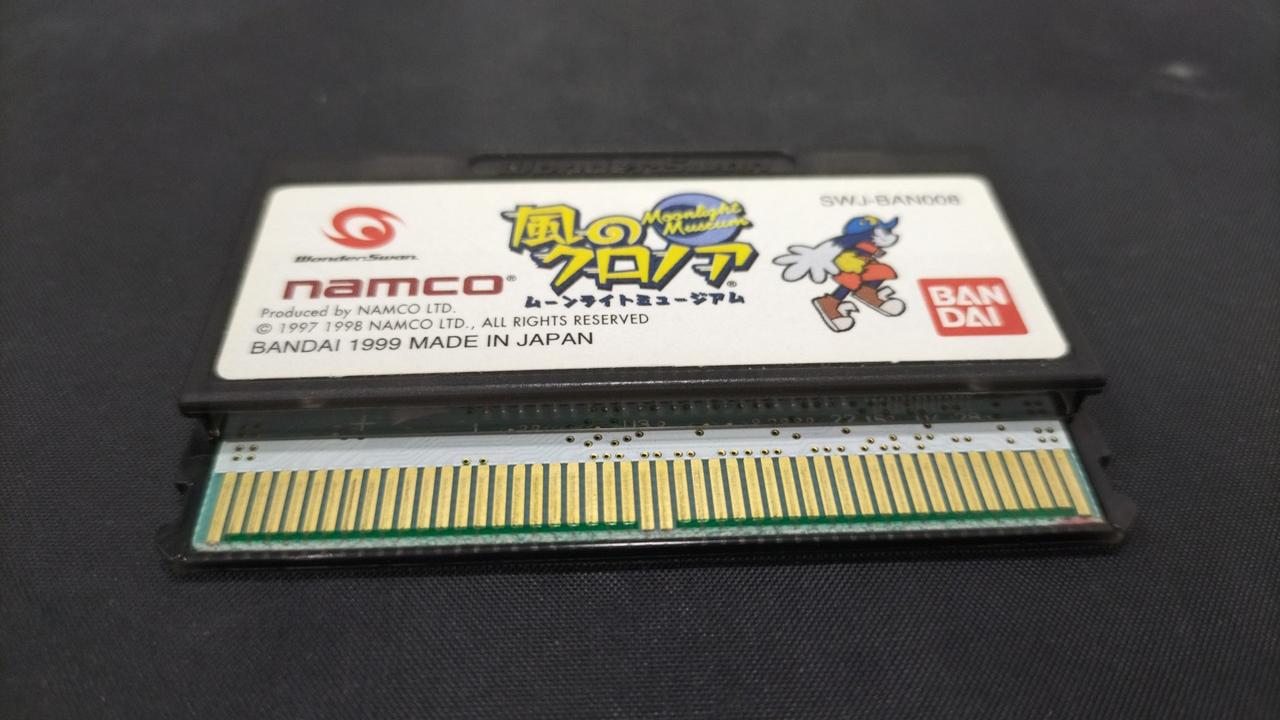 WonderSwan
SWJ-BAN008
風のクロノア
Moonlight
Museum
ムーンライトミュージアム
namco®
Produced by NAMCO LTD.
© 1997 1998 NAMCO LTD., ALL RIGHTS RESERVED
BANDAI 1999 MADE IN JAPAN
BAN
DAI